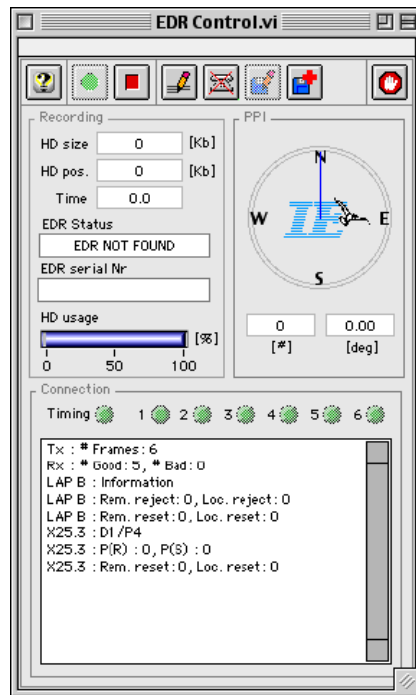 EDR Control.vi
Recording
HD size 0 [Kb]
HD pos. 0 [Kb]
Time 0.0
EDR Status
EDR NOT FOUND
EDR serial Nr
HD usage
[%]
0 50 100
PPI
N
W E
S
IE
0 0.00
[#] [deg]
Connection
Timing 1 2 3 4 5 6
Tx : # Frames: 6
Rx : # Good: 5, # Bad: 0
LAP B : Information
LAP B : Rem. reject: 0, Loc. reject: 0
LAP B : Rem. reset: 0, Loc. reset: 0
X25.3 : D1/P4
X25.3 : P(R) : 0, P(S) : 0
X25.3 : Rem. reset: 0, Loc. reset: 0